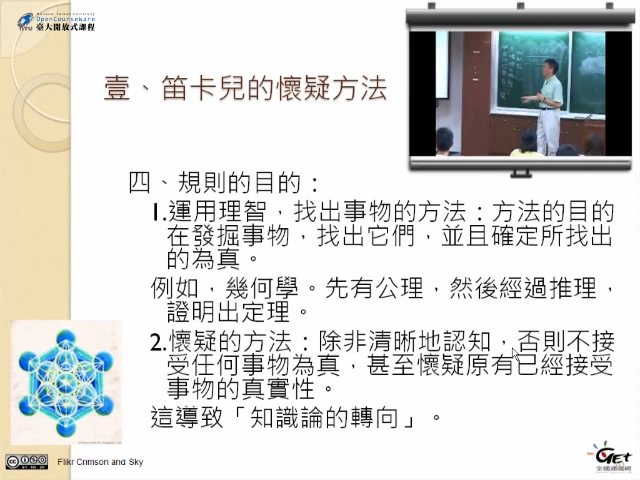 OpenCourseware
臺大開放式課程
壹、笛卡兒的懷疑方法
四、規則的目的：
1.運用理智，找出事物的方法：方法的目的
在發掘事物，找出它們，並且確定所找出
的為真。
例如，幾何學。先有公理，然後經過推理，
證明出定理。
2.懷疑的方法：除非清晰地認知，否則不接
受任何事物為真，甚至懷疑原有已經接受
事物的真實性。
這導致「知識論的轉向」。
Flikr Crimson and Sky